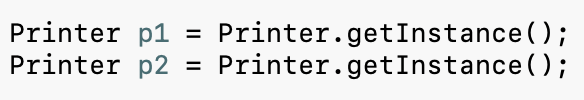 Printer p1 = Printer.getInstance();
Printer p2 = Printer.getInstance();